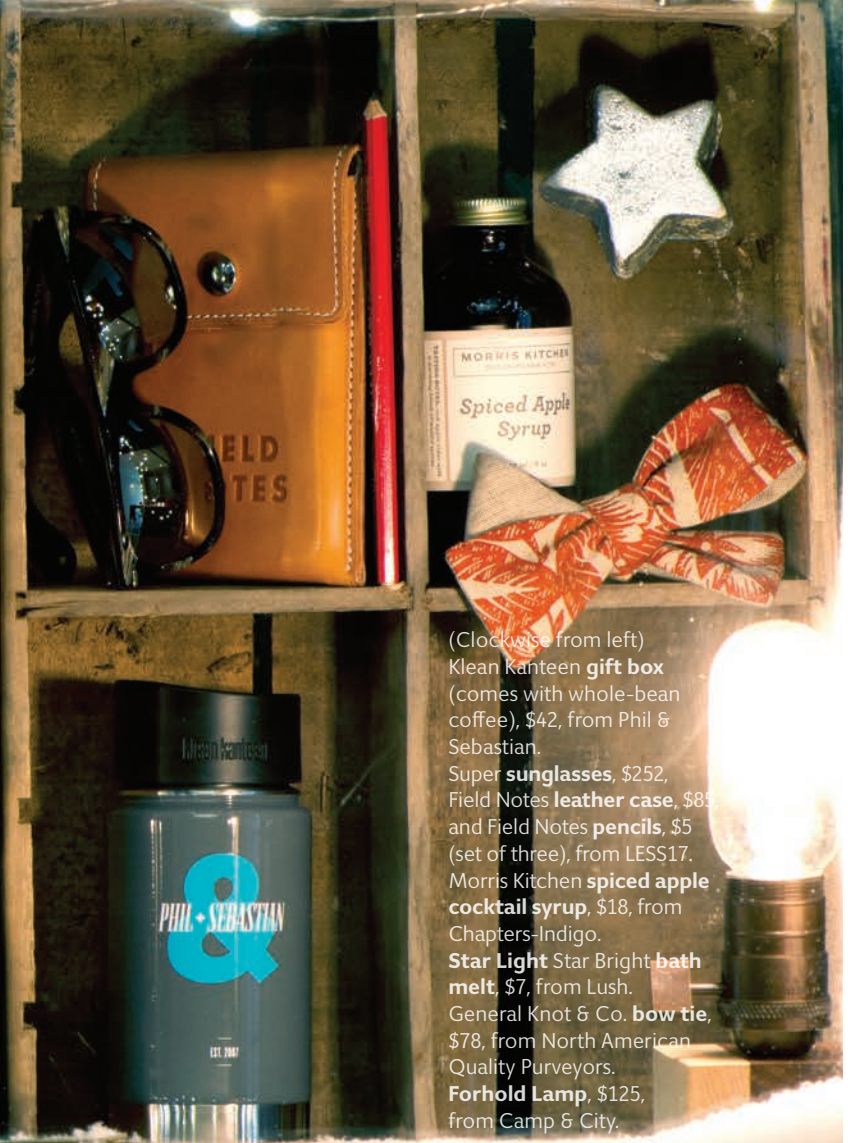 FIELD
NOTES
MORRIS KITCHEN
Spiced Apple
Syrup
klean kanteen
&
PHIL + SEBASTIAN
EST. 2007
(Clockwise from left)
Klean Kanteen gift box
(comes with whole-bean
coffee), $42, from Phil &
Sebastian.
Super sunglasses, $252,
Field Notes leather case, $85
and Field Notes pencils, $5
(set of three), from LESS17.
Morris Kitchen spiced apple
cocktail syrup, $18, from
Chapters-Indigo.
Star Light Star Bright bath
melt, $7, from Lush.
General Knot & Co. bow tie,
$78, from North American
Quality Purveyors.
Forhold Lamp, $125,
from Camp & City.